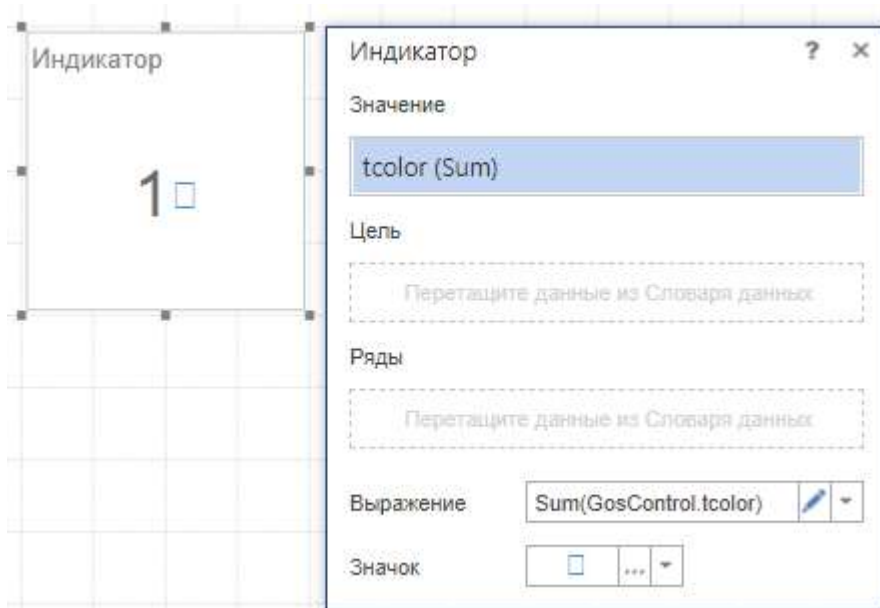 Индикатор
1
Индикатор ? ×
Значение
tcolor (Sum)
Цель
Перетащите данные из Словаря данных
Ряды
Перетащите данные из Словаря данных
Выражение Sum(GosControl.tcolor)
Значок ...